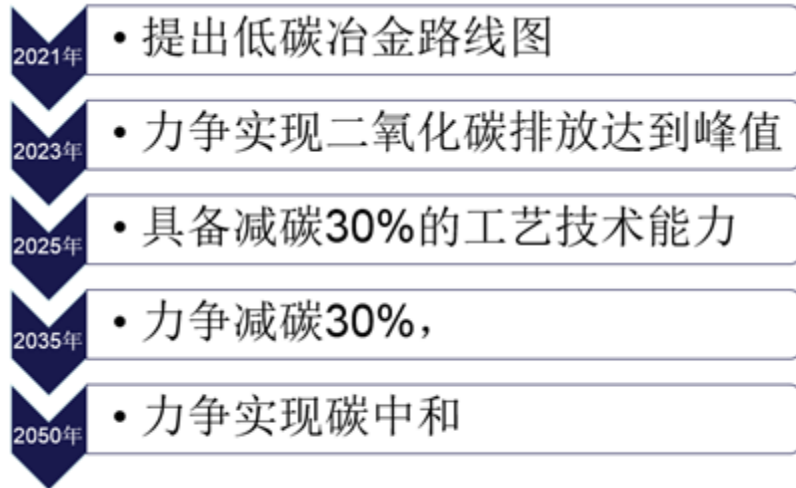 2021年
• 提出低碳冶金路线图
2023年
• 力争实现二氧化碳排放达到峰值
2025年
• 具备减碳30%的工艺技术能力
2035年
• 力争减碳30%，
2050年
• 力争实现碳中和